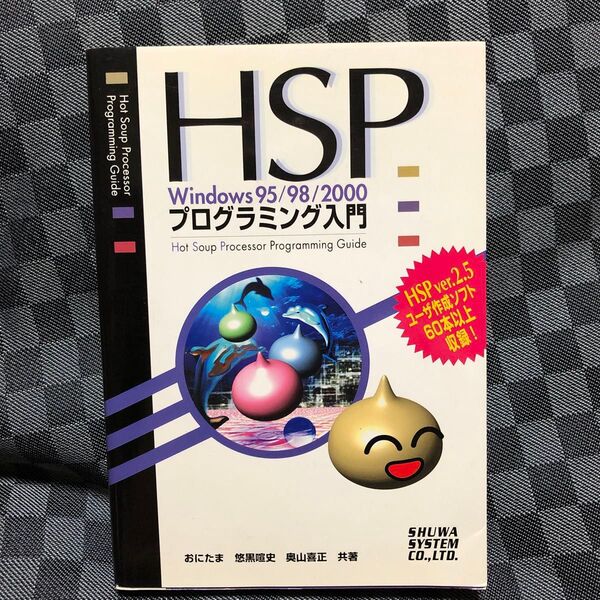 HSP
Windows 95/98/2000
プログラミング入門
Hot Soup Processor Programming Guide
Hot Soup Processor
Programming Guide
HSP ver.2.5
ユーザ作成ソフト
60本以上
収録!
おにたま 悠黒喧史 奥山喜正 共著
SHUWA
SYSTEM
CO.,LTD.